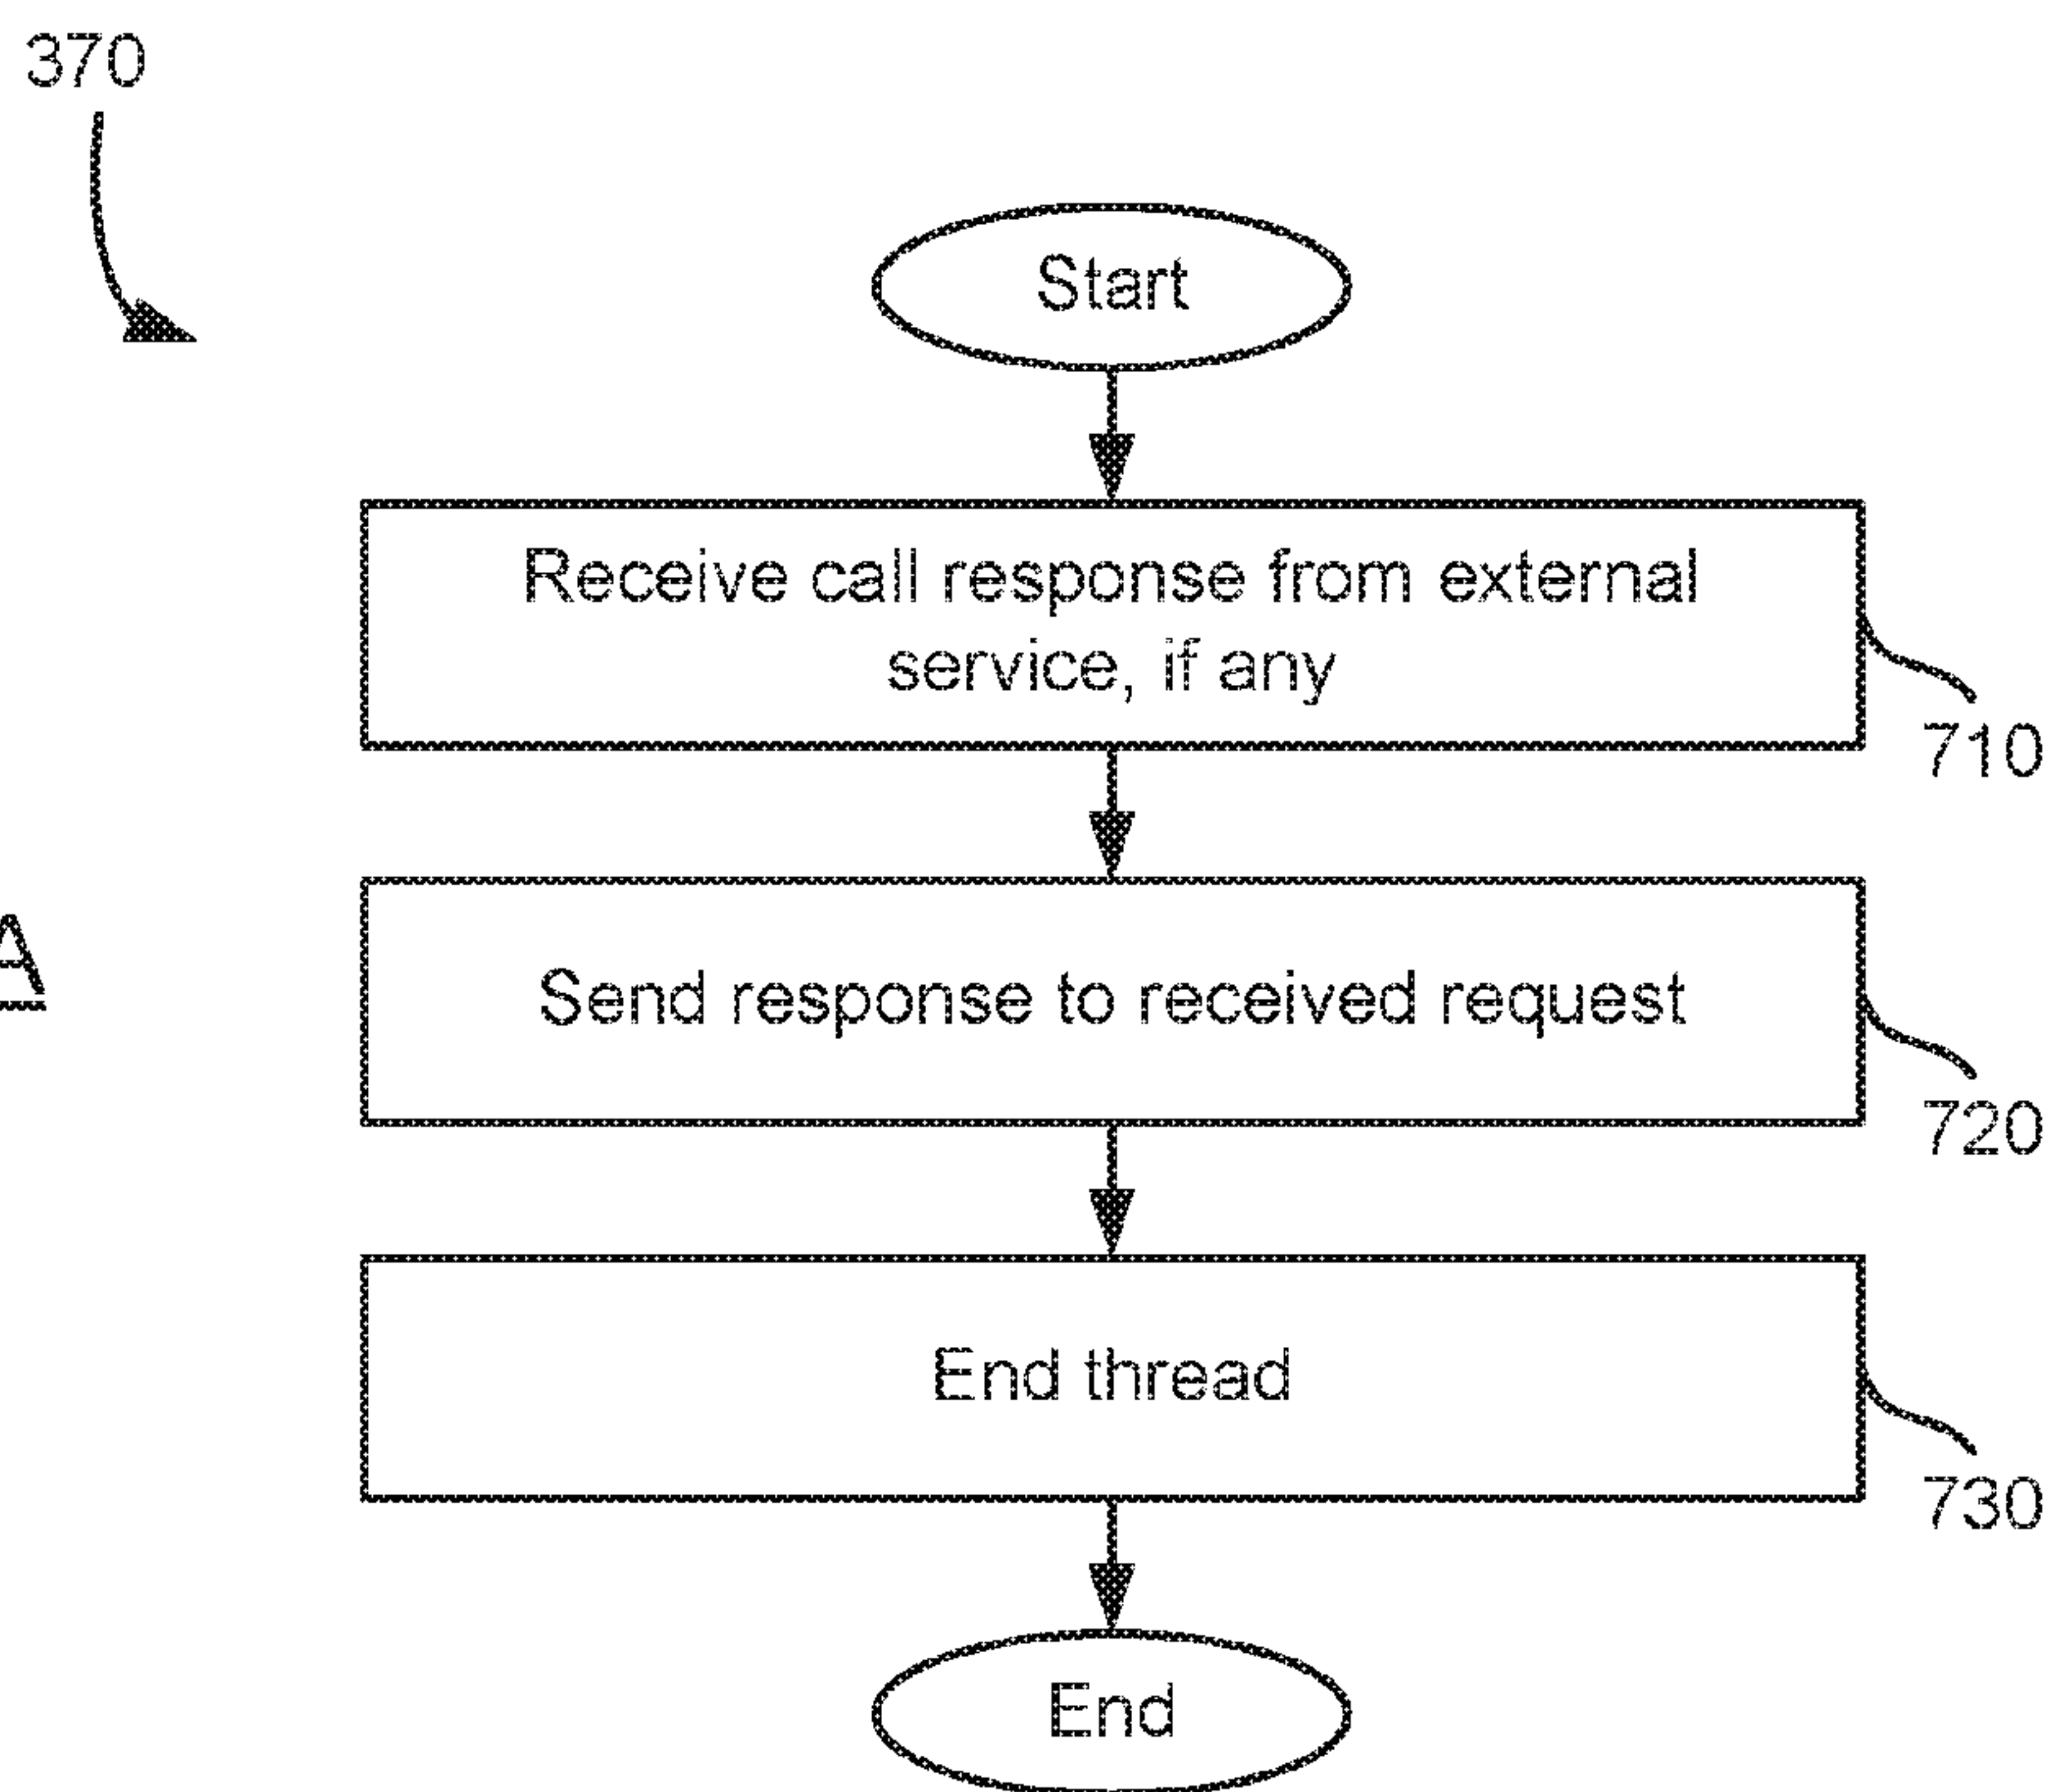 370
Start
Receive call response from external
service, if any
710
A
Send response to received request
720
End thread
730
End